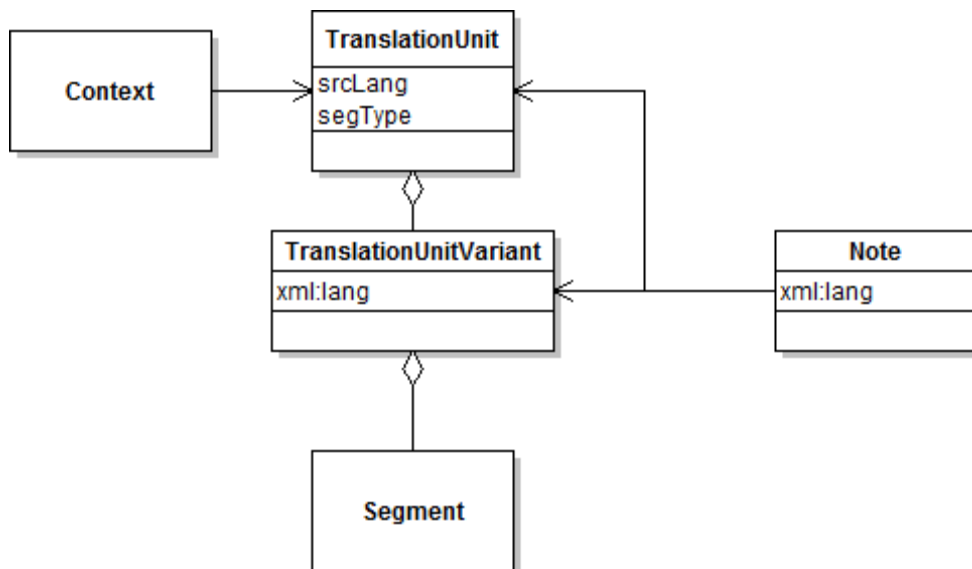 TranslationUnit
srcLang
segType
Context
TranslationUnitVariant
xml:lang
Note
xml:lang
Segment